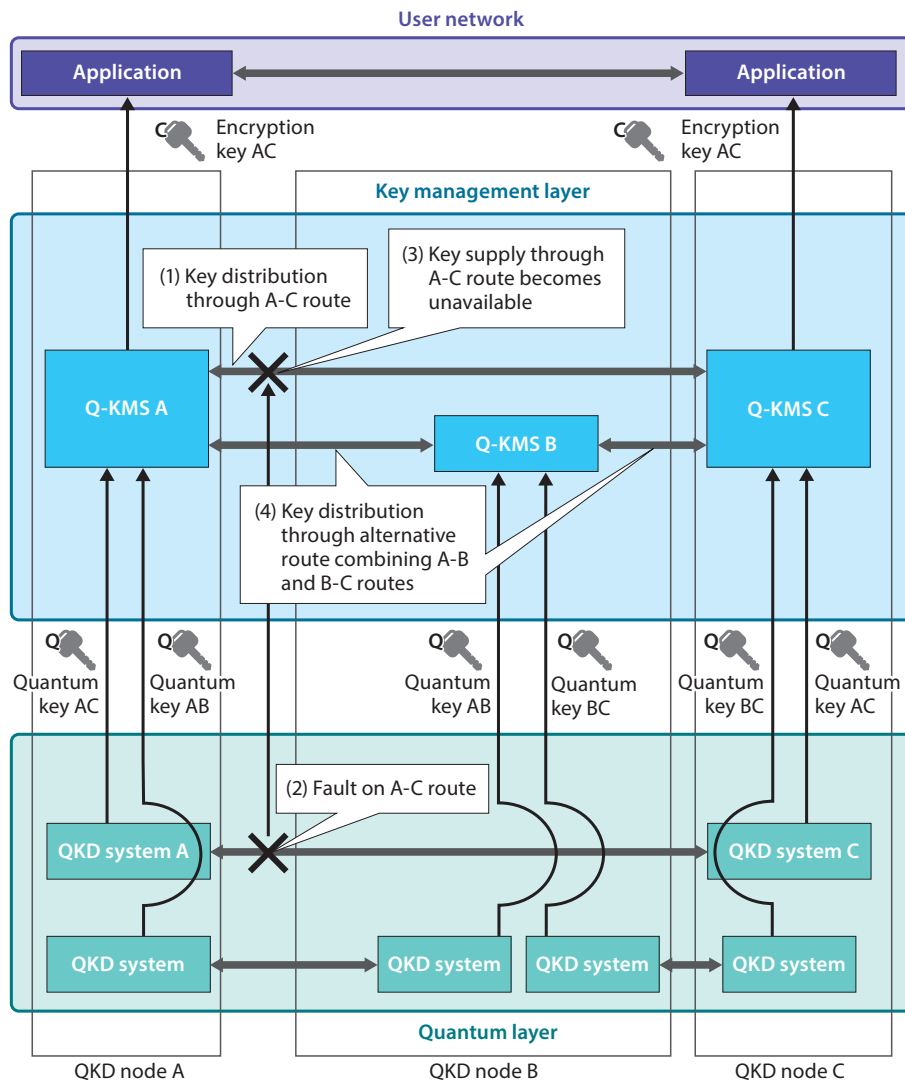 User network
Application
Application
C
Encryption
key AC
C
Encryption
key AC
Key management layer
(1) Key distribution
through A-C route
(3) Key supply through
A-C route becomes
unavailable
Q-KMS A
Q-KMS B
Q-KMS C
(4) Key distribution
through alternative
route combining A-B
and B-C routes
Q
Quantum
key AC
Q
Quantum
key AB
Q
Quantum
key AB
Q
Quantum
key BC
Q
Quantum
key BC
Q
Quantum
key AC
(2) Fault on A-C route
QKD system A
QKD system C
QKD system
QKD system
QKD system
QKD system
Quantum layer
QKD node A
QKD node B
QKD node C